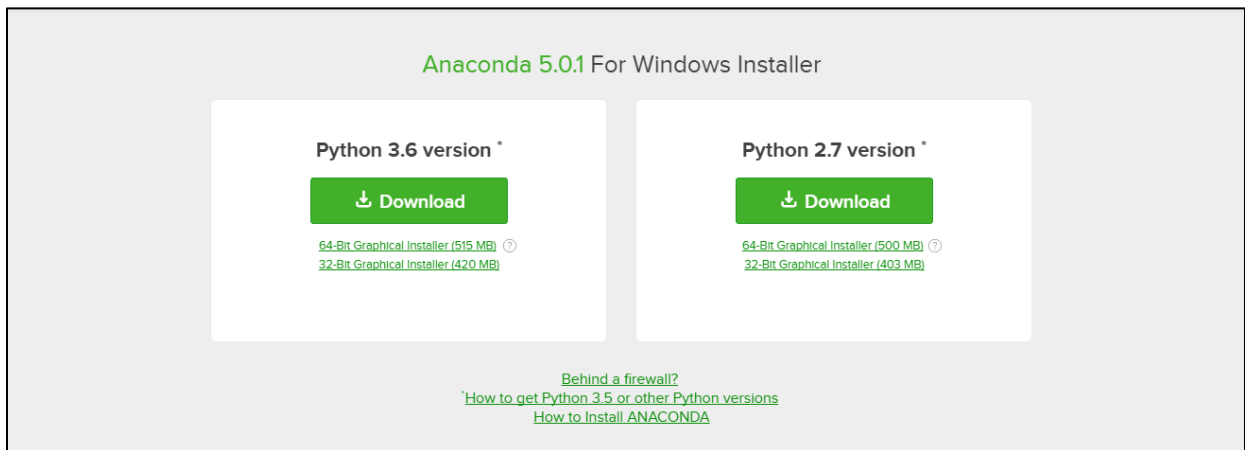 Anaconda 5.0.1 For Windows Installer
Python 3.6 version *
Download
64-Bit Graphical Installer (515 MB) ?
32-Bit Graphical Installer (420 MB)
Python 2.7 version *
Download
64-Bit Graphical Installer (500 MB) ?
32-Bit Graphical Installer (403 MB)
Behind a firewall?
*How to get Python 3.5 or other Python versions
How to Install ANACONDA